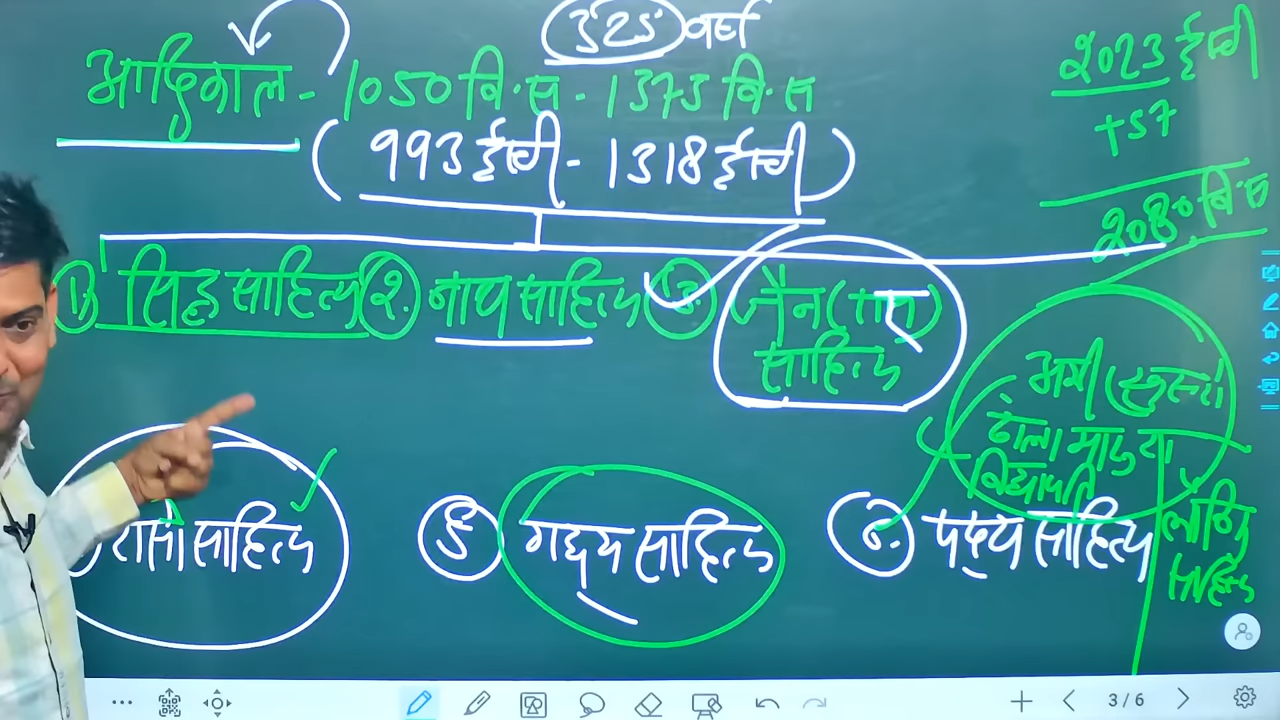 325 वर्ष
आदिकाल - 1050 वि.स - 1375 वि.स
(993 ईस्वी - 1318 ईस्वी)
2023 ईस्वी
+57
2080 वि.स
1) सिद्ध साहित्य 2. नाथ साहित्य 3. जैन (रास)
साहित्य
अमीर खुसरो
ढोला मारु रा
विद्यापति
रासो साहित्य 5. गद्य साहित्य 6. पद्य साहित्य
लौकिक
साहित्य
3 / 6